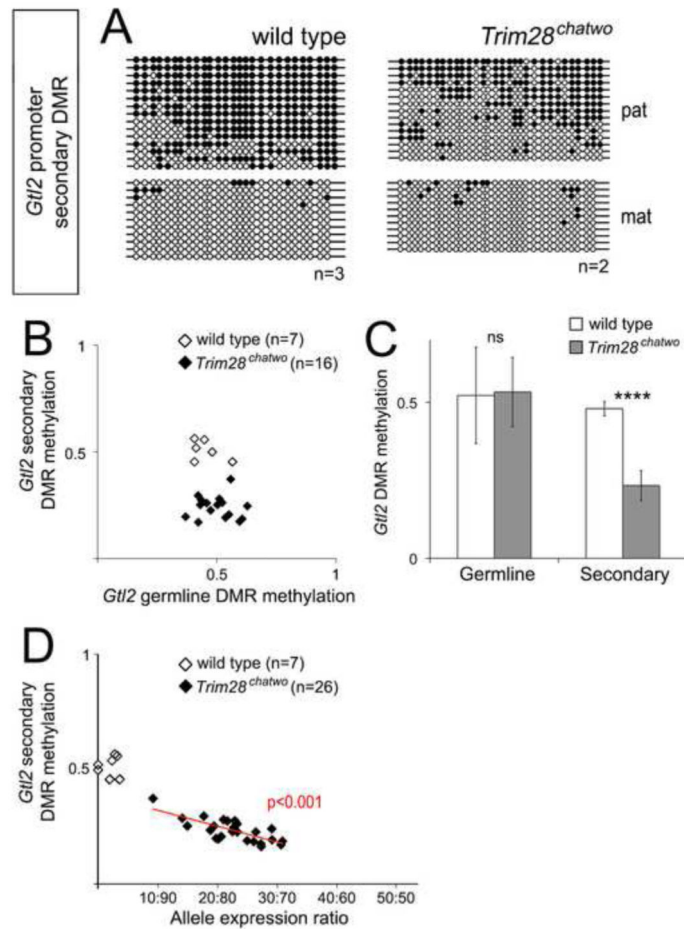 A
wild type
Trim28chatwo
Gtl2 promoter
secondary DMR
pat
mat
n=3
n=2
B
wild type (n=7)
Trim28chatwo (n=16)
1
Gtl2 secondary
DMR methylation
0.5
0.5
1
Gtl2 germline DMR methylation
C
wild type
Trim28chatwo
ns
****
Gtl2 DMR methylation
0.5
0
Germline
Secondary
D
wild type (n=7)
Trim28chatwo (n=26)
1
Gtl2 secondary
DMR methylation
0.5
p<0.001
10:90
20:80
30:70
40:60
50:50
Allele expression ratio